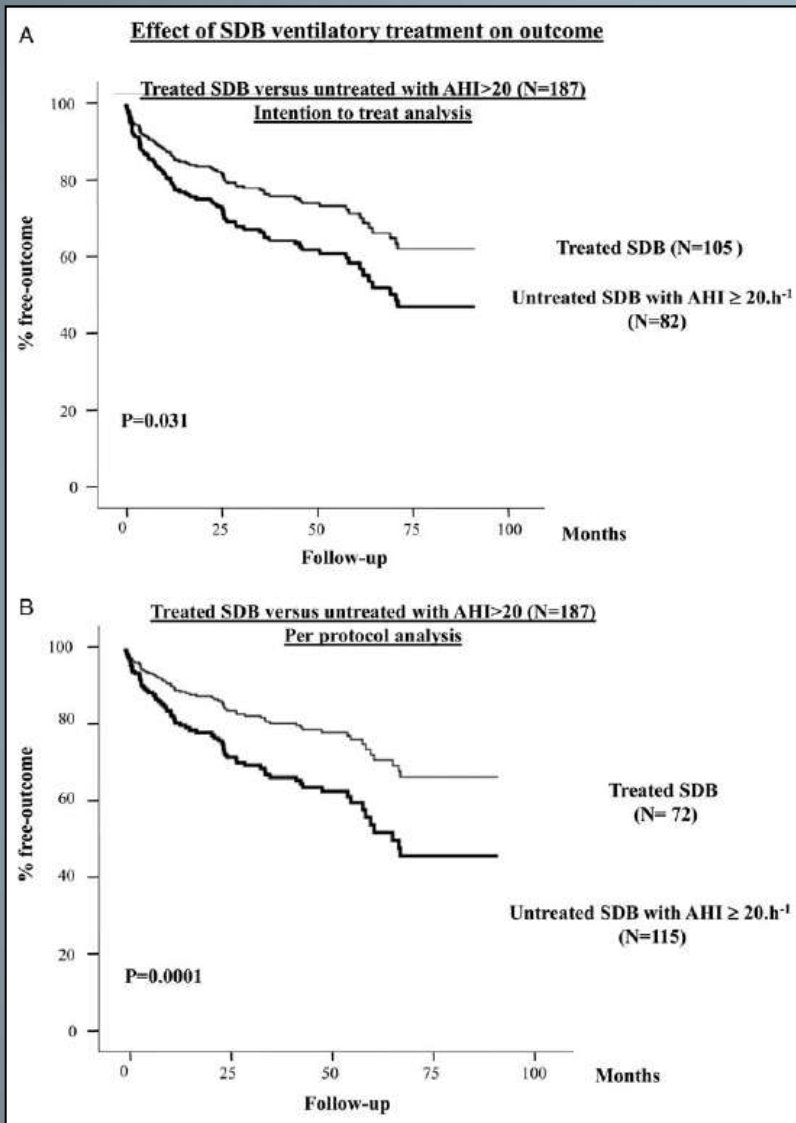 A
Effect of SDB ventilatory treatment on outcome
Treated SDB versus untreated with AHI>20 (N=187)
Intention to treat analysis
100
80
60
40
20
0
% free-outcome
Treated SDB (N=105 )
Untreated SDB with AHI ≥ 20.h⁻¹
(N=82)
P=0.031
0 25 50 75 100 Months
Follow-up
B
Treated SDB versus untreated with AHI>20 (N=187)
Per protocol analysis
100
80
60
40
20
0
% free-outcome
Treated SDB
(N= 72)
Untreated SDB with AHI ≥ 20.h⁻¹
(N=115)
P=0.0001
0 25 50 75 100 Months
Follow-up